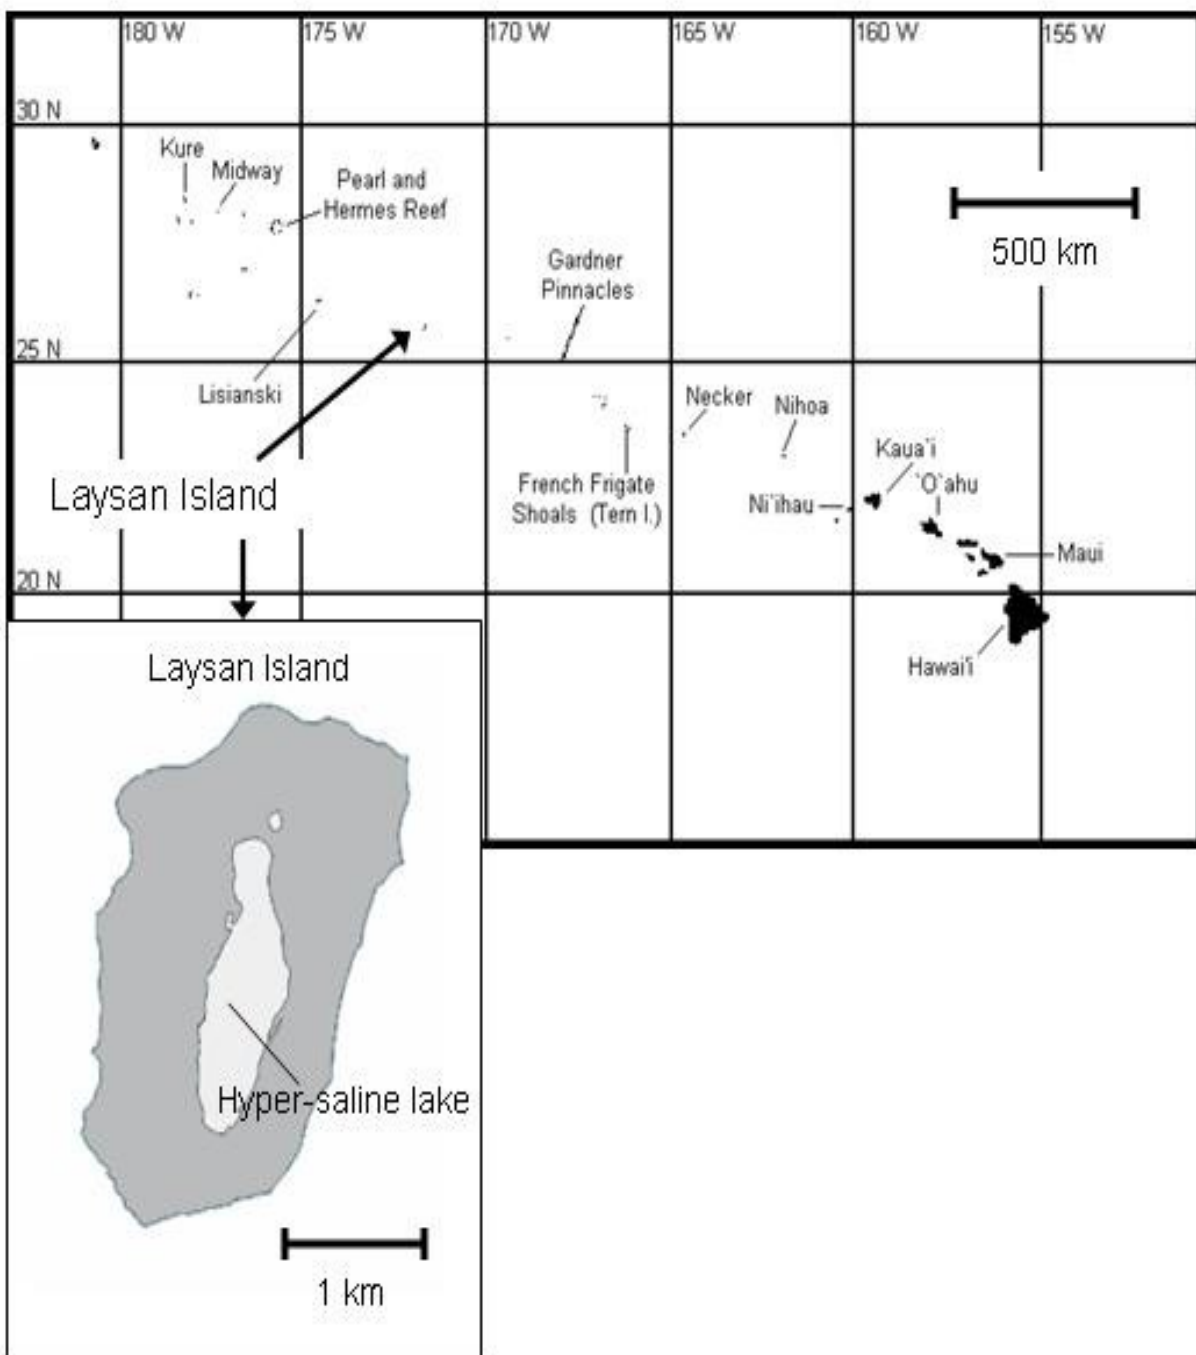 180 W
175 W
170 W
165 W
160 W
155 W
30 N
Kure
Midway
Pearl and
Hermes Reef
500 km
Gardner
Pinnacles
25 N
Lisianski
Necker
Nihoa
Kaua`i
`O`ahu
Laysan Island
French Frigate
Shoals (Tern I.)
Ni`ihau
Maui
20 N
Hawai`i
Laysan Island
Hyper-saline lake
1 km